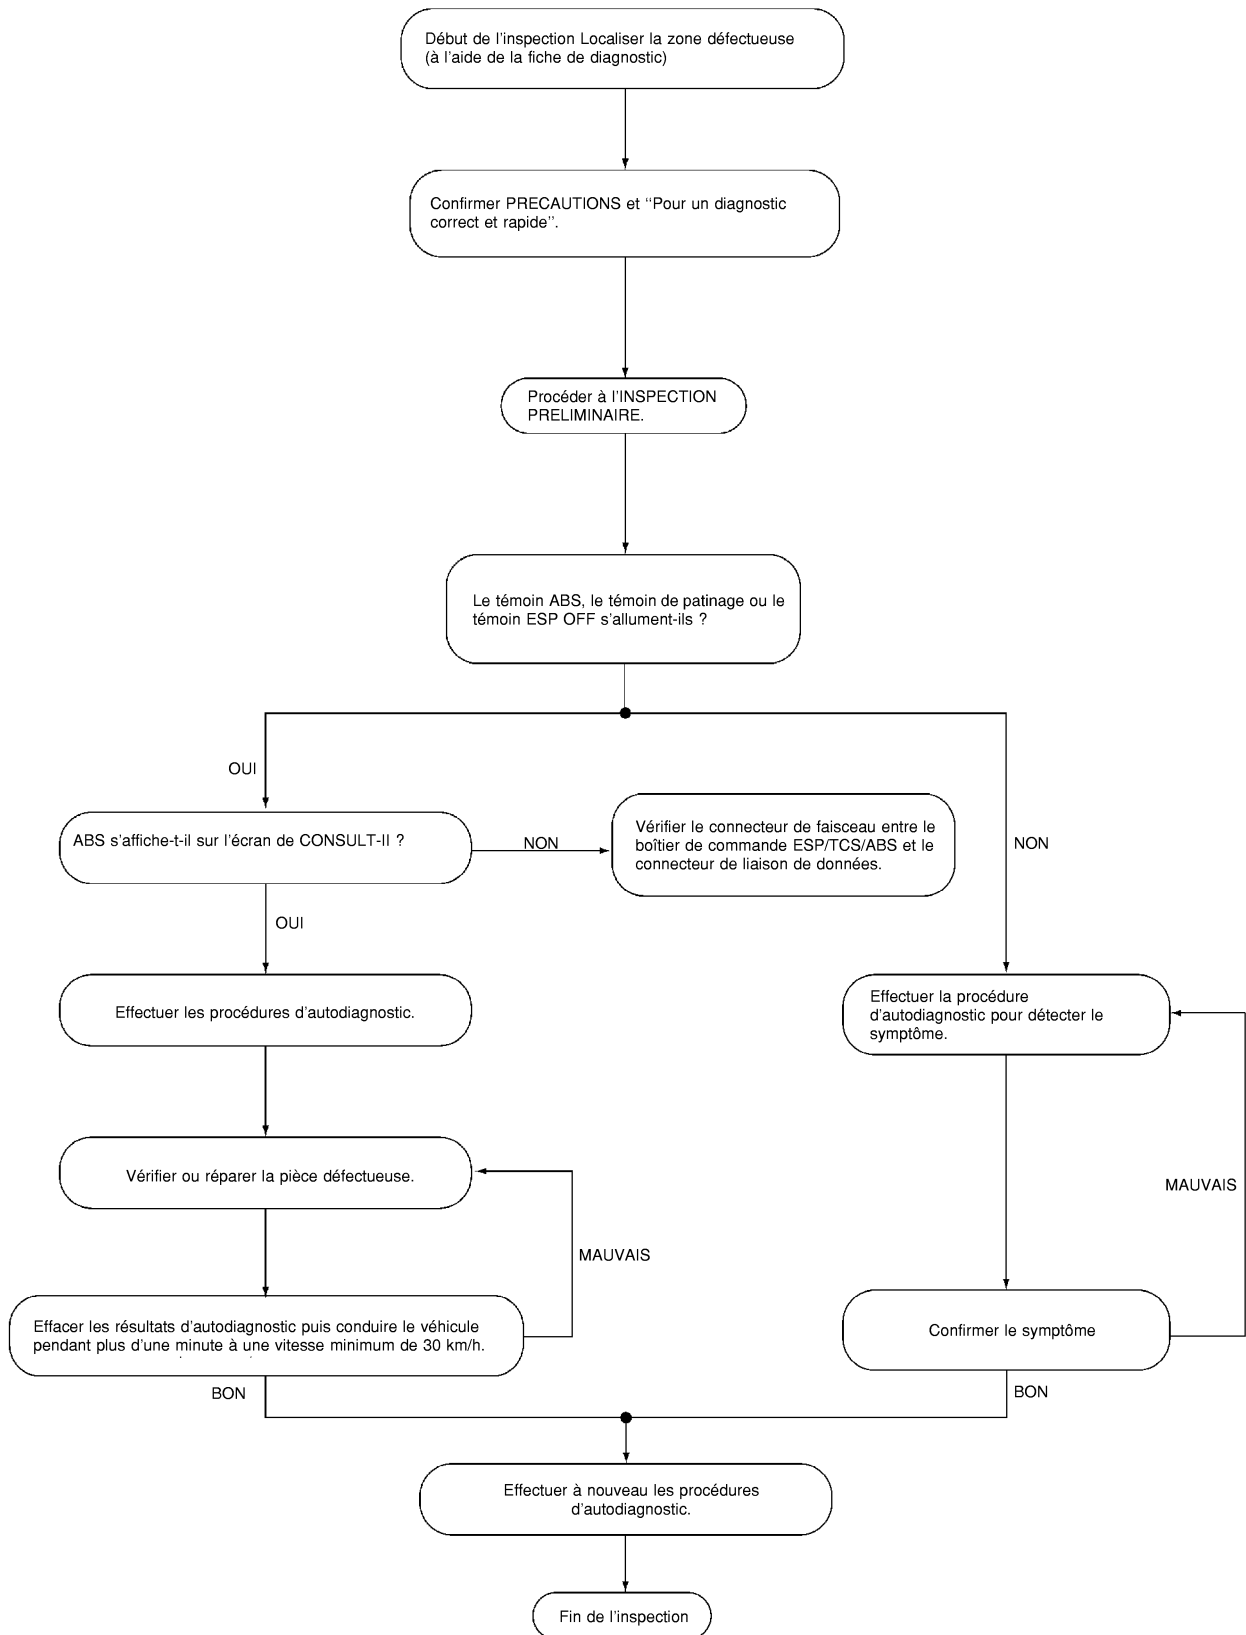 Début de l'inspection Localiser la zone défectueuse
(à l'aide de la fiche de diagnostic)
Confirmer PRECAUTIONS et “Pour un diagnostic
correct et rapide”.
Procéder à l'INSPECTION
PRELIMINAIRE.
Le témoin ABS, le témoin de patinage ou le
témoin ESP OFF s'allument-ils ?
OUI
ABS s'affiche-t-il sur l'écran de CONSULT-II ?
NON
Vérifier le connecteur de faisceau entre le
boîtier de commande ESP/TCS/ABS et le
connecteur de liaison de données.
NON
OUI
Effectuer les procédures d'autodiagnostic.
Effectuer la procédure
d'autodiagnostic pour détecter le
symptôme.
Vérifier ou réparer la pièce défectueuse.
MAUVAIS
MAUVAIS
Effacer les résultats d'autodiagnostic puis conduire le véhicule
pendant plus d'une minute à une vitesse minimum de 30 km/h.
Confirmer le symptôme
BON
BON
Effectuer à nouveau les procédures
d'autodiagnostic.
Fin de l'inspection